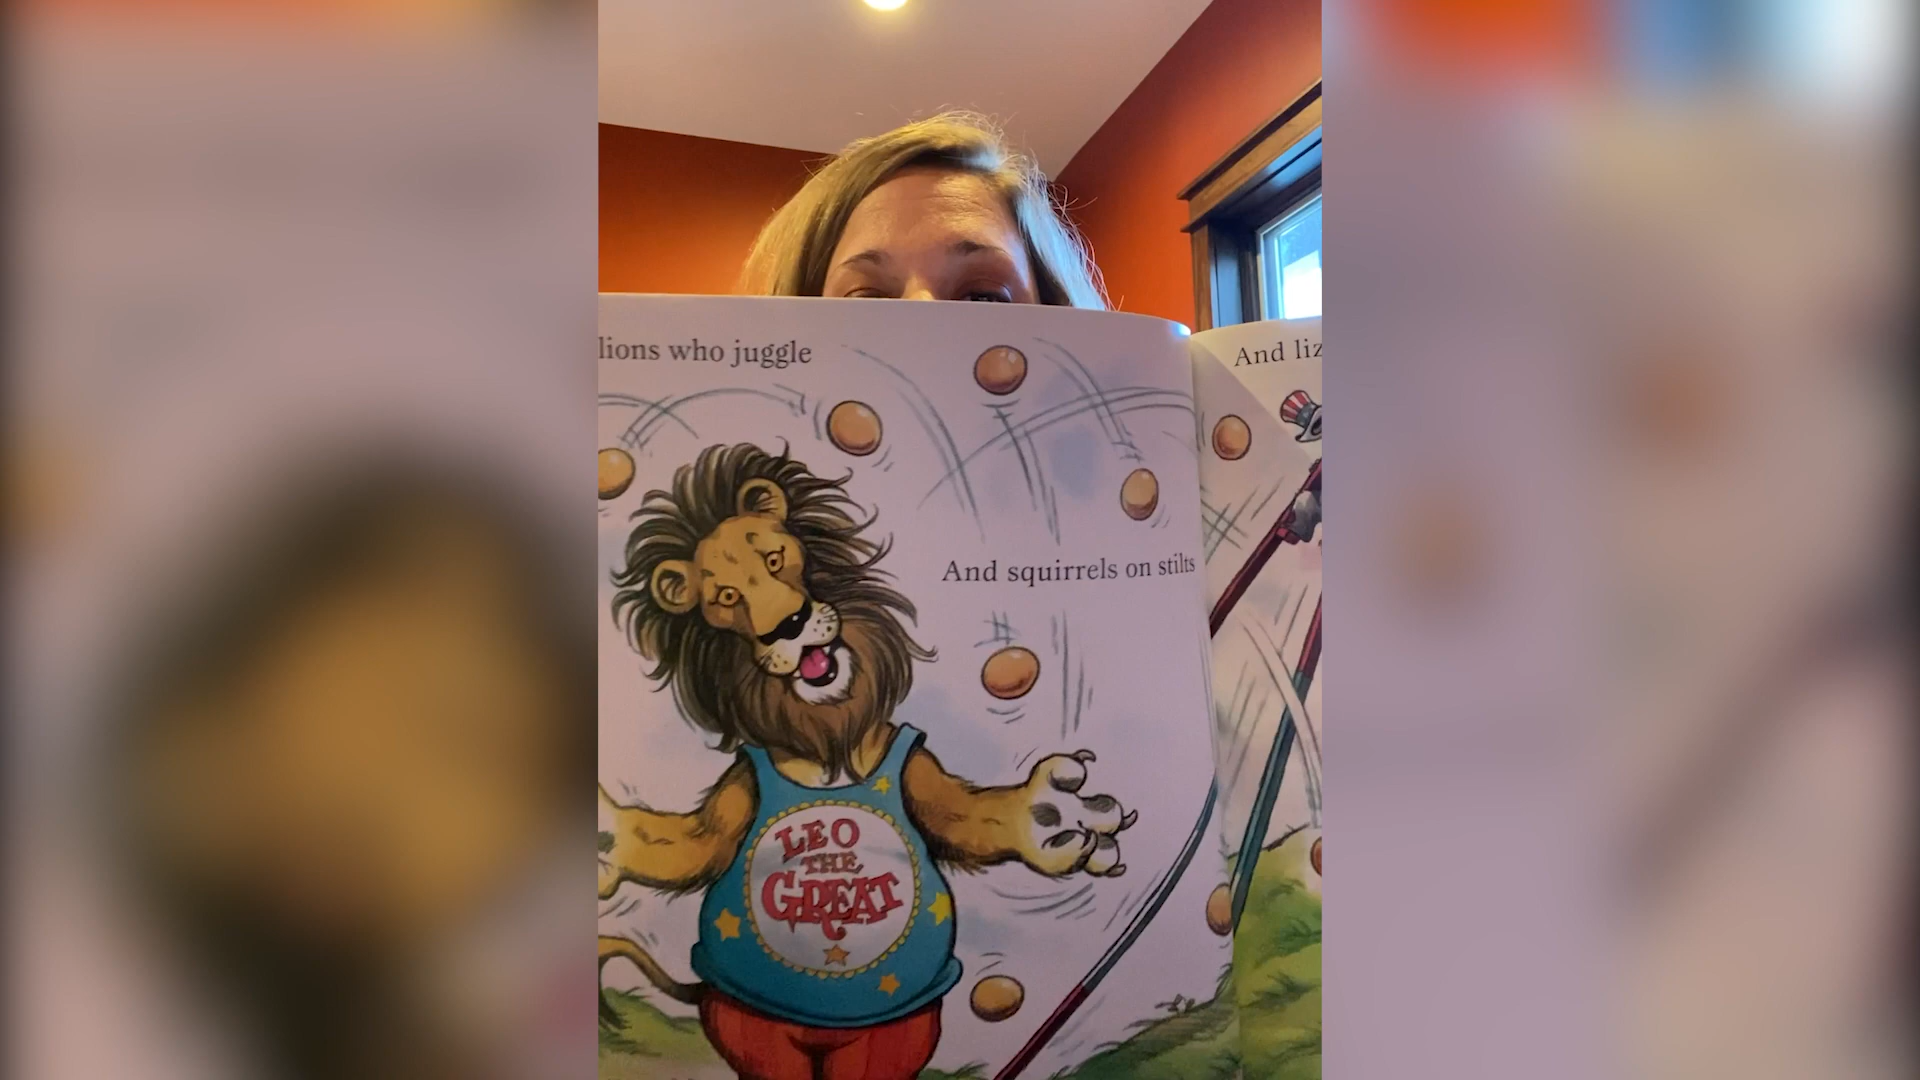 lions who juggle
And squirrels on stilts
LEO
THE
GREAT
And liz